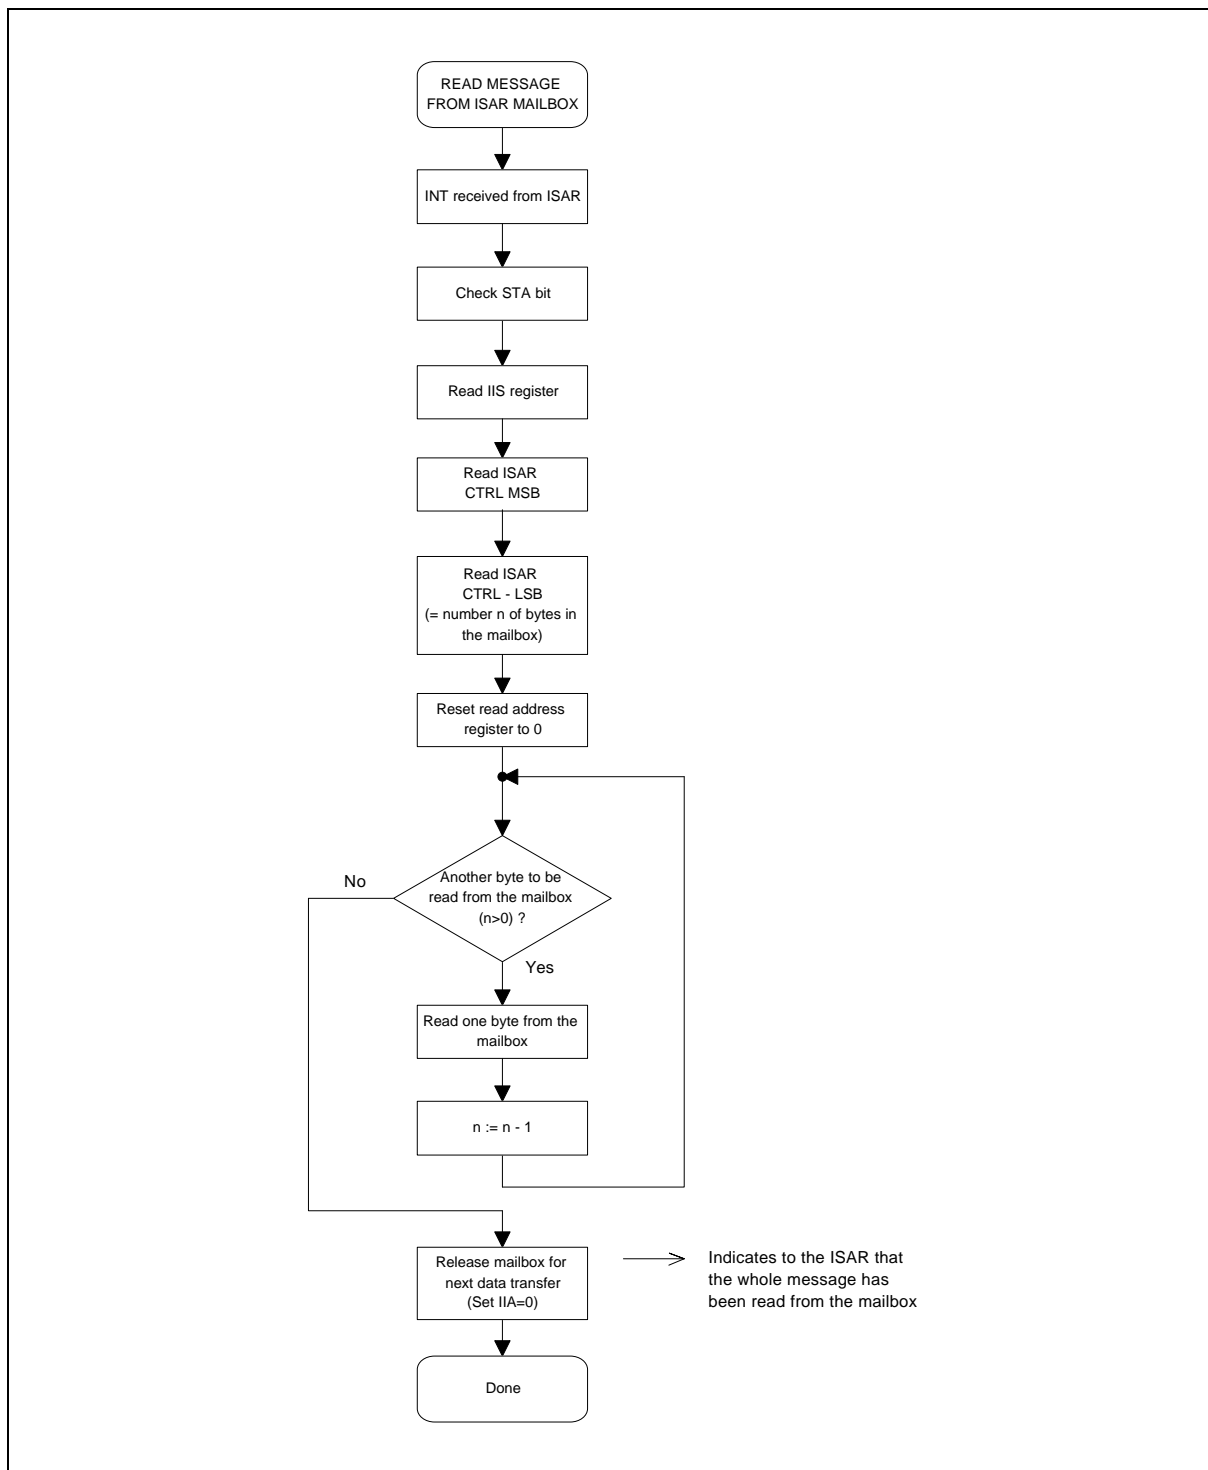 READ MESSAGE
FROM ISAR MAILBOX
INT received from ISAR
Check STA bit
Read IIS register
Read ISAR
CTRL MSB
Read ISAR
CTRL - LSB
(= number n of bytes in
the mailbox)
Reset read address
register to 0
No
Another byte to be
read from the mailbox
(n>0) ?
Yes
Read one byte from the
mailbox
n := n - 1
Release mailbox for
next data transfer
(Set IIA=0)
Indicates to the ISAR that
the whole message has
been read from the mailbox
Done